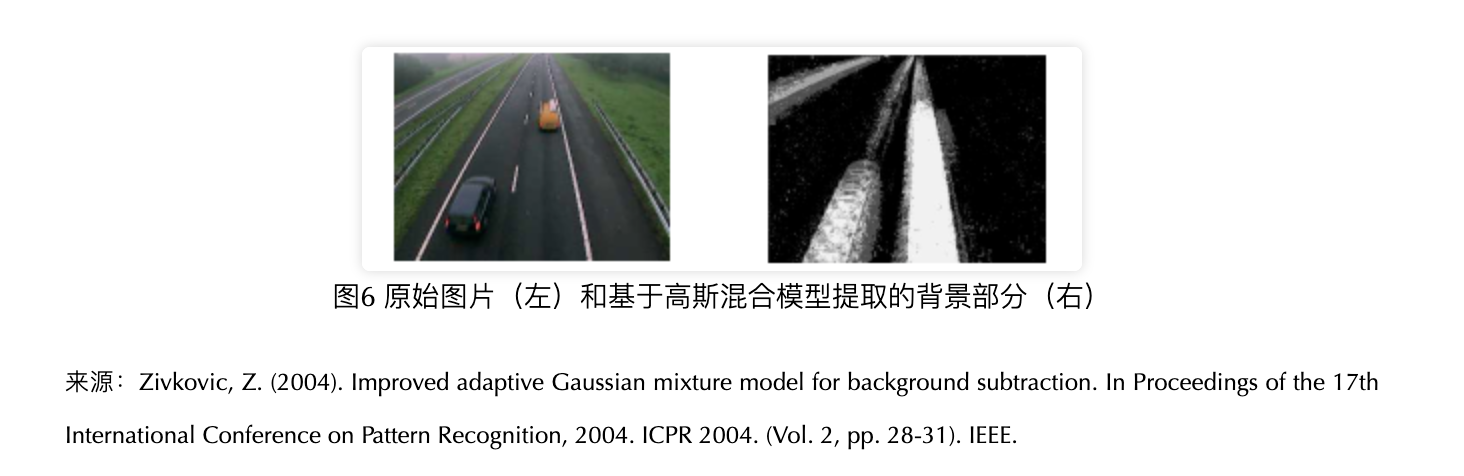 图6 原始图片（左）和基于高斯混合模型提取的背景部分（右）
来源：Zivkovic, Z. (2004). Improved adaptive Gaussian mixture model for background subtraction. In Proceedings of the 17th
International Conference on Pattern Recognition, 2004. ICPR 2004. (Vol. 2, pp. 28-31). IEEE.